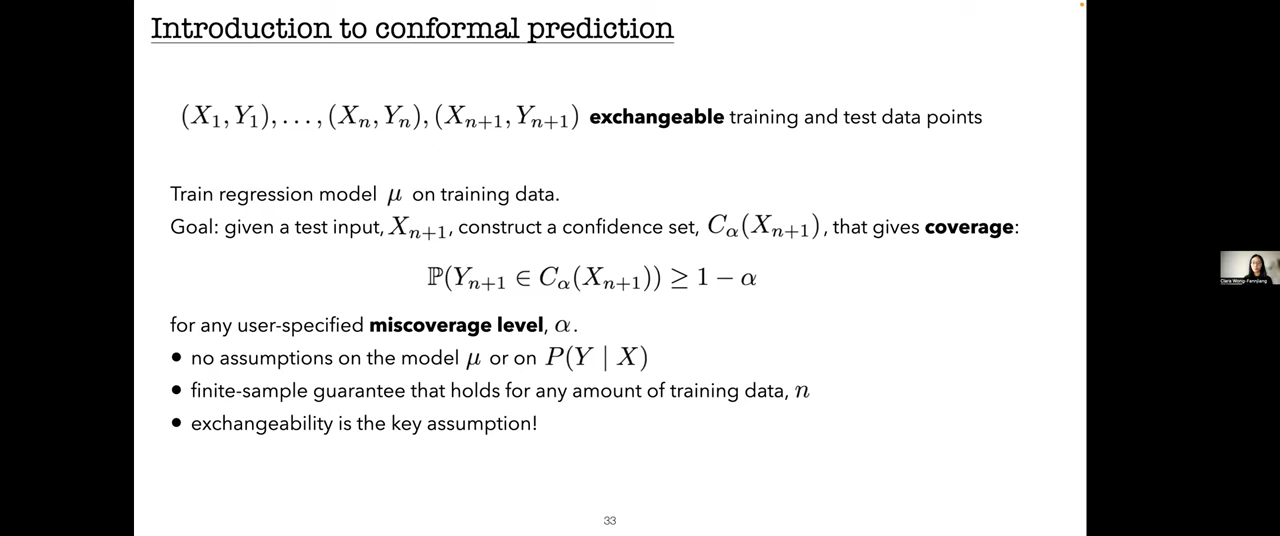 Introduction to conformal prediction
(X₁, Y₁), . . . , (Xₙ, Yₙ), (Xₙ₊₁, Yₙ₊₁) exchangeable training and test data points
Train regression model μ on training data.
Goal: given a test input, Xₙ₊₁, construct a confidence set, C_α(Xₙ₊₁), that gives coverage:
ℙ(Yₙ₊₁ ∈ C_α(Xₙ₊₁)) ≥ 1 − α
for any user-specified miscoverage level, α.
• no assumptions on the model μ or on P(Y | X)
• finite-sample guarantee that holds for any amount of training data, n
• exchangeability is the key assumption!
33
Clara Wong-Fannjiang